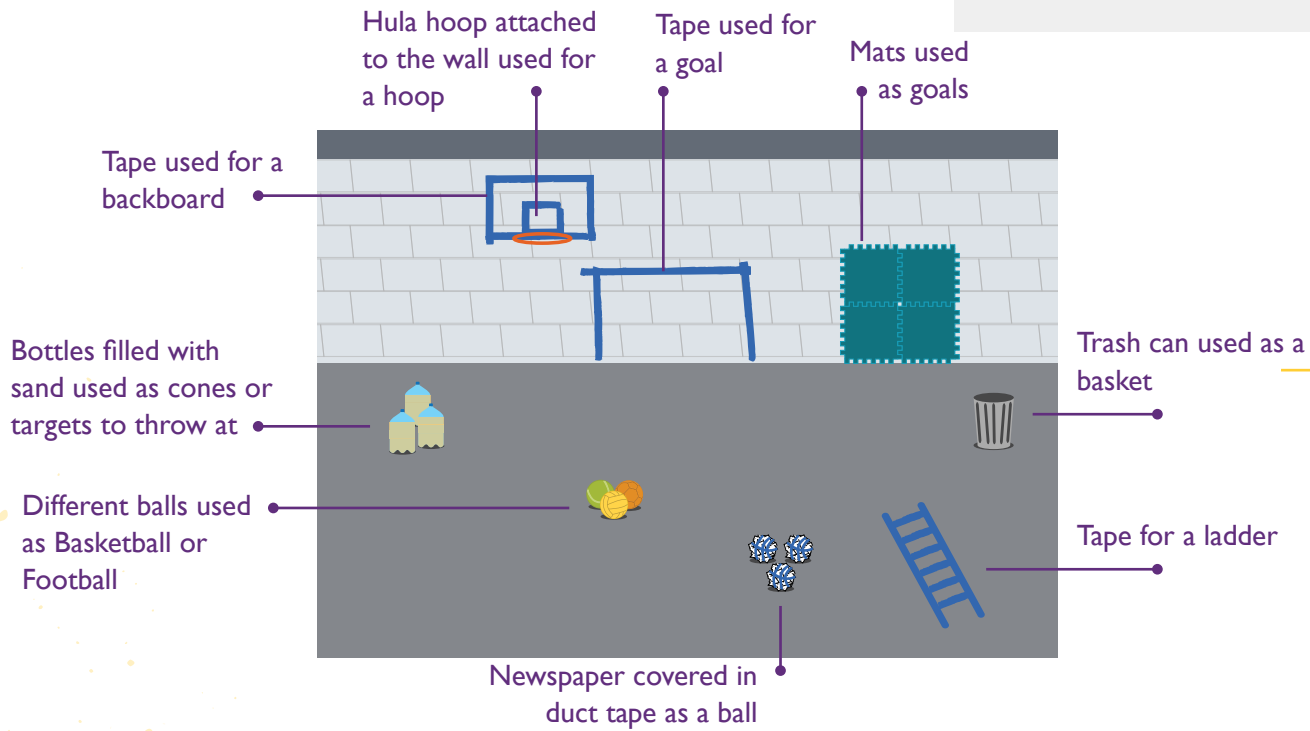 Hula hoop attached
to the wall used for
a hoop
Tape used for
a goal
Mats used
as goals
Tape used for a
backboard
Bottles filled with
sand used as cones or
targets to throw at
Trash can used as a
basket
Different balls used
as Basketball or
Football
Tape for a ladder
Newspaper covered in
duct tape as a ball